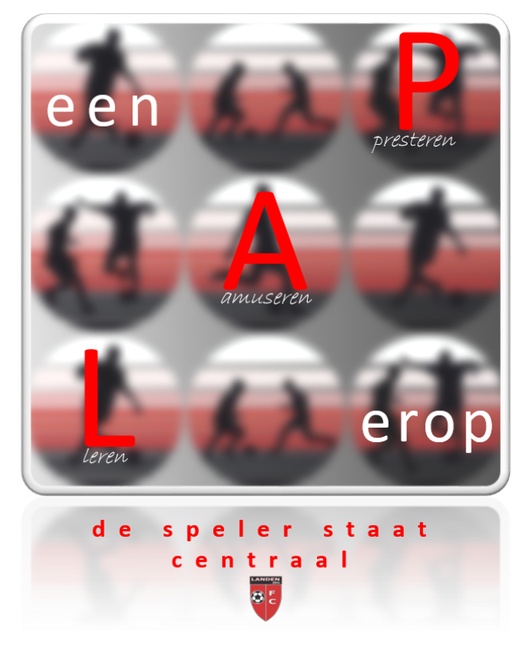 een
P
presteren
A
amuseren
L
leren
erop
de speler staat
centraal
LANDEN
FC